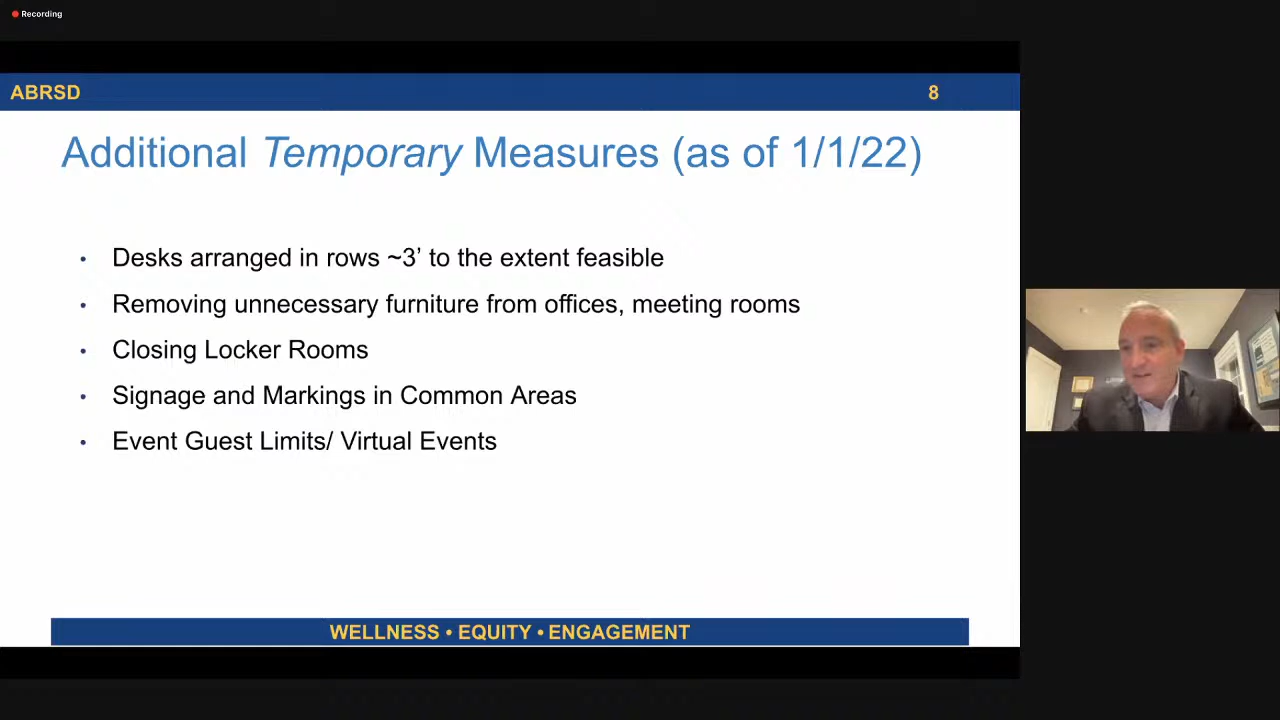 Recording
ABRSD
8
Additional Temporary Measures (as of 1/1/22)
• Desks arranged in rows ~3’ to the extent feasible
• Removing unnecessary furniture from offices, meeting rooms
• Closing Locker Rooms
• Signage and Markings in Common Areas
• Event Guest Limits/ Virtual Events
WELLNESS • EQUITY • ENGAGEMENT